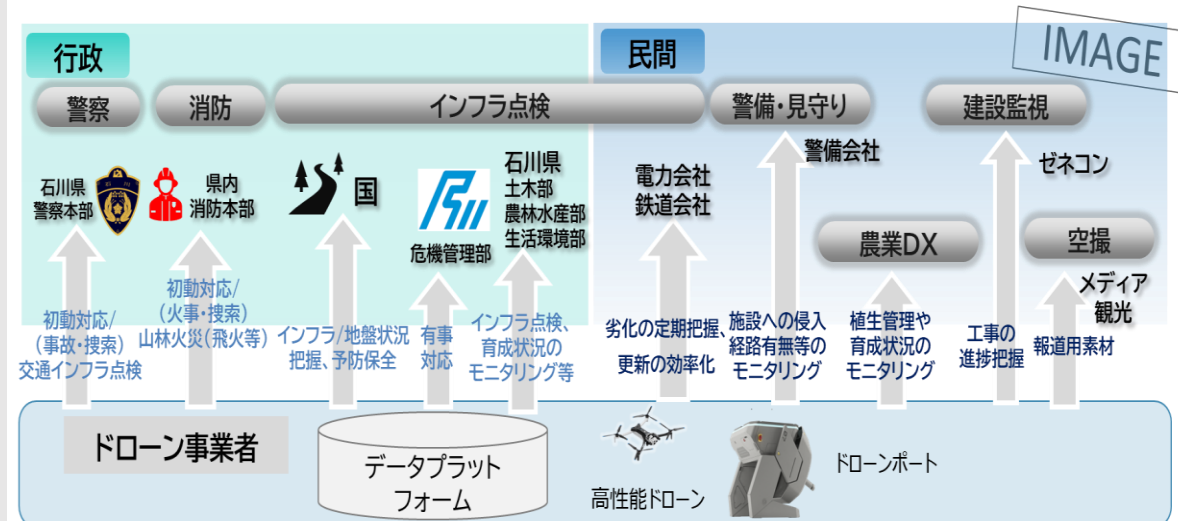 行政
民間
IMAGE
警察
消防
インフラ点検
警備・見守り
建設監視
石川県
警察本部
県内
消防本部
国
危機管理部
石川県
土木部
農林水産部
生活環境部
電力会社
鉄道会社
警備会社
ゼネコン
農業DX
空撮
メディア
観光
初動対応/
(事故・捜索)
交通インフラ点検
初動対応/
(火事・捜索)
山林火災(飛火等)
インフラ/地盤状況
把握、予防保全
有事
対応
インフラ点検、
育成状況の
モニタリング等
劣化の定期把握、
更新の効率化
施設への侵入
経路有無等の
モニタリング
植生管理や
育成状況の
モニタリング
工事の
進捗把握
報道用素材
ドローン事業者
データプラット
フォーム
高性能ドローン
ドローンポート